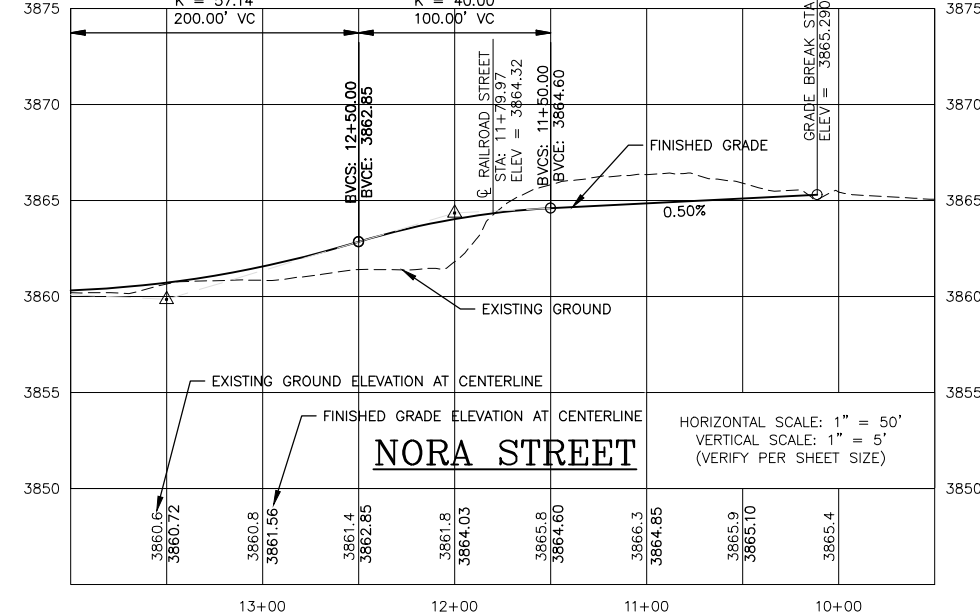 K = 57.14
200.00' VC
K = 40.00
100.00' VC
3875
3875
3870
3870
3865
3865
3860
3860
3855
3855
3850
3850
BVCS: 12+50.00
BVCE: 3862.85
℄ RAILROAD STREET
STA: 11+79.97
ELEV = 3864.32
BVCS: 11+50.00
BVCE: 3864.60
GRADE BREAK STA
ELEV = 3865.290
FINISHED GRADE
0.50%
EXISTING GROUND
EXISTING GROUND ELEVATION AT CENTERLINE
FINISHED GRADE ELEVATION AT CENTERLINE
NORA STREET
HORIZONTAL SCALE: 1" = 50'
VERTICAL SCALE: 1" = 5'
(VERIFY PER SHEET SIZE)
3860.6
3860.72
3860.8
3861.56
3861.4
3862.85
3861.8
3864.03
3865.8
3864.60
3866.3
3864.85
3865.9
3865.10
3865.4
13+00
12+00
11+00
10+00